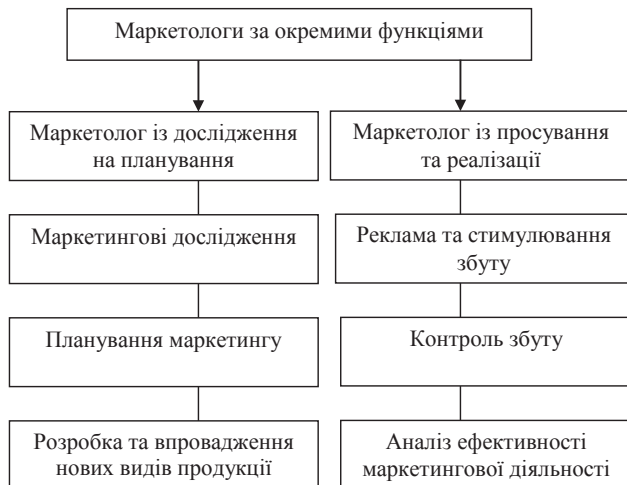 Маркетологи за окремими функціями
Маркетолог із дослідження
на планування
Маркетолог із просування
та реалізації
Маркетингові дослідження
Реклама та стимулювання
збуту
Планування маркетингу
Контроль збуту
Розробка та впровадження
нових видів продукції
Аналіз ефективності
маркетингової діяльності